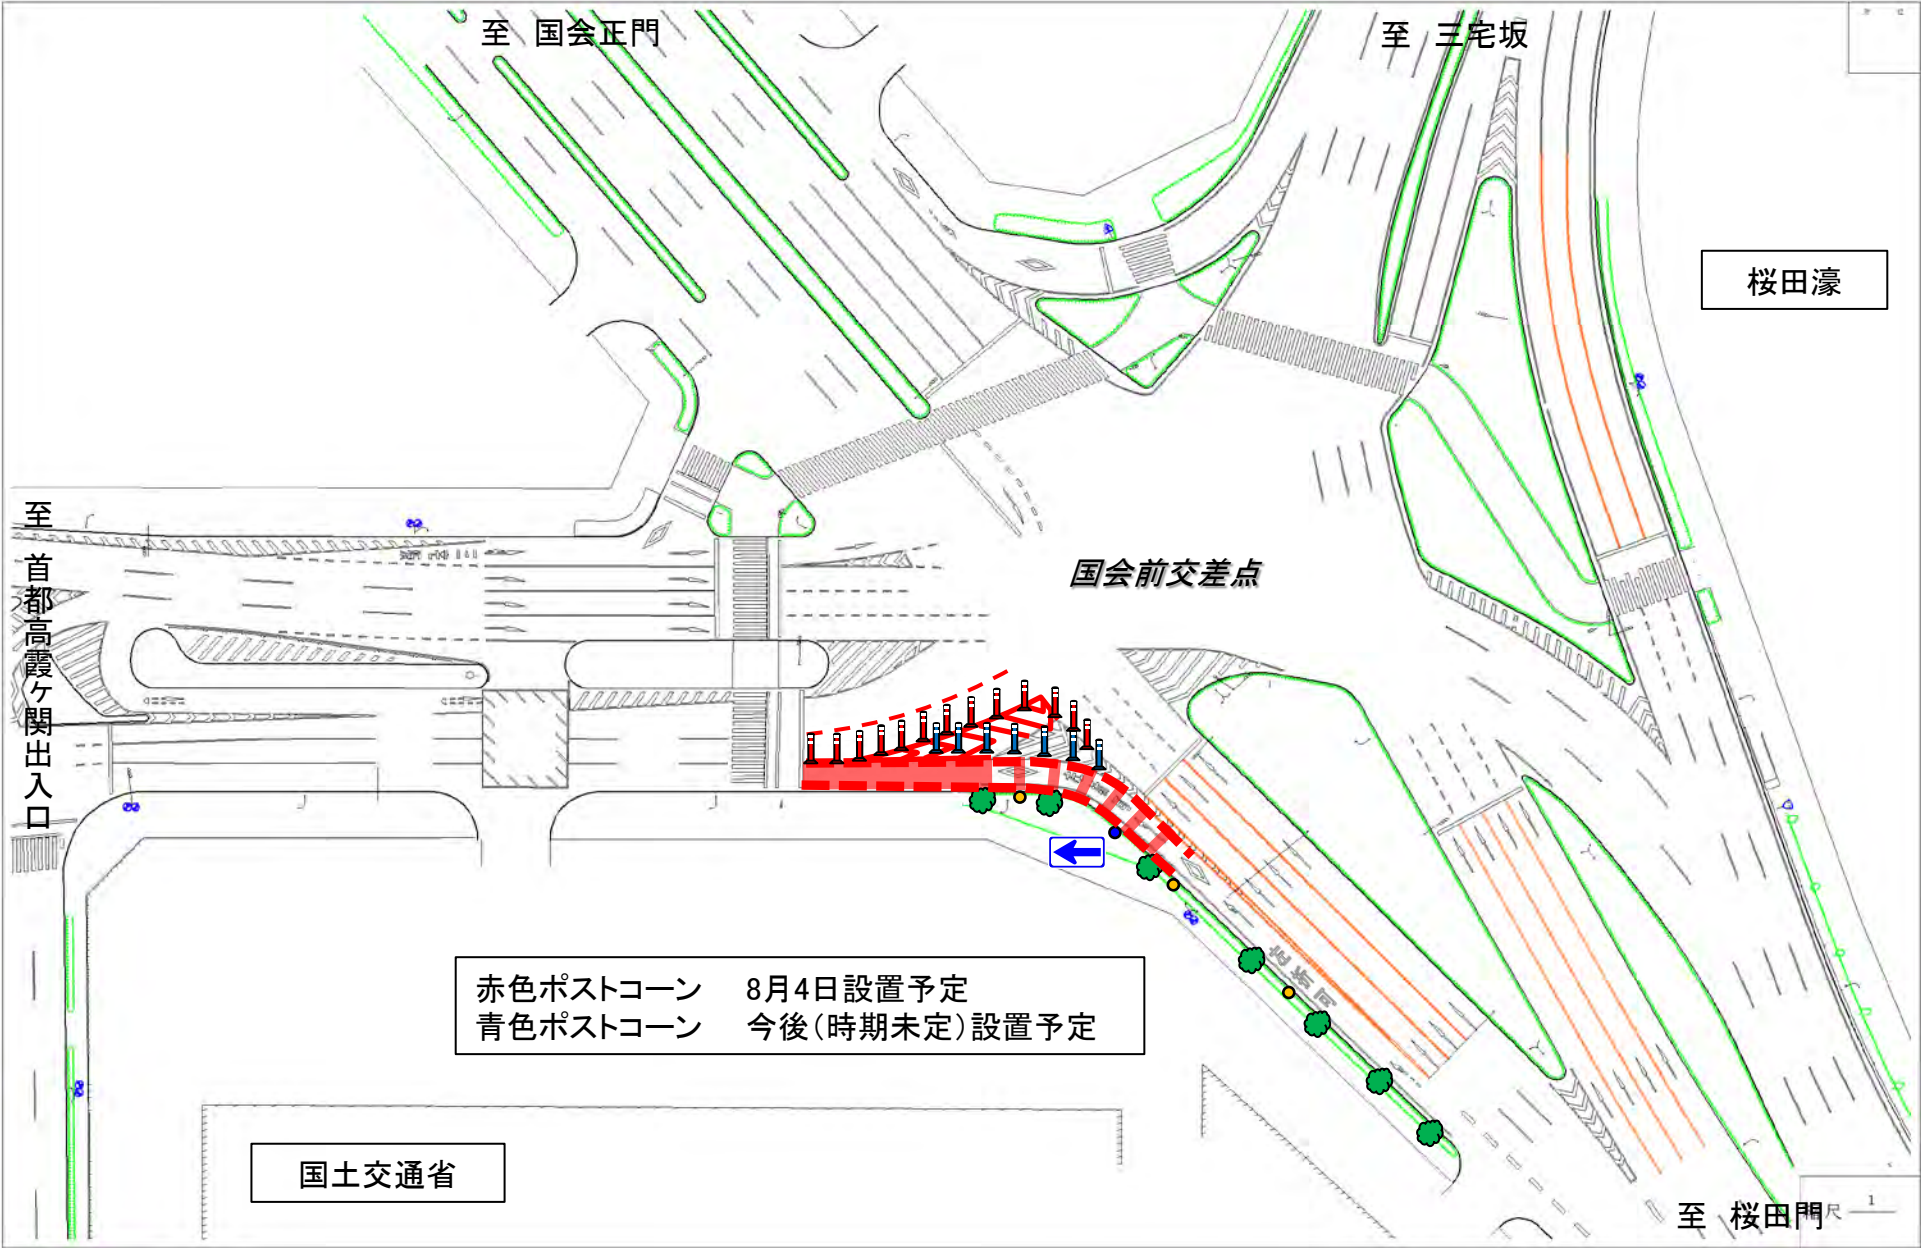 至 国会正門
至 三宅坂
桜田濠
至 首都高霞ヶ関出入口
国会前交差点
赤色ポストコーン 8月4日設置予定
青色ポストコーン 今後(時期未定)設置予定
国土交通省
至 桜田門
尺 1